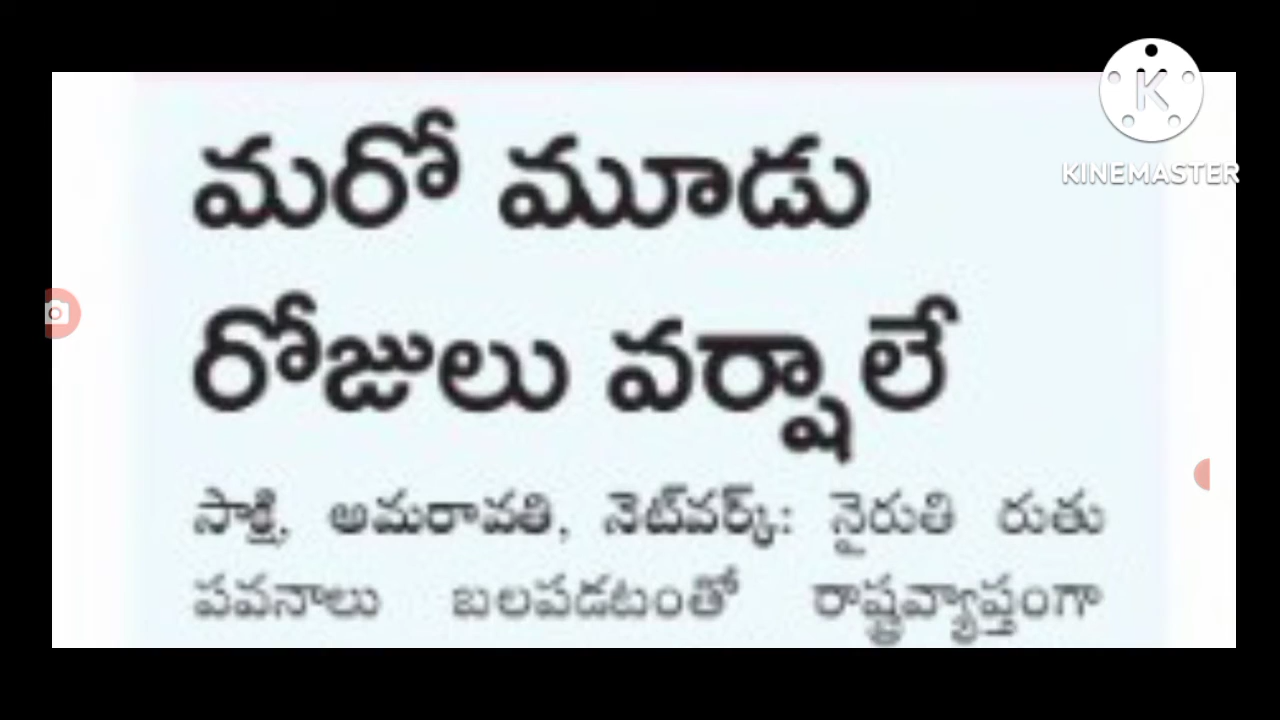 మరో మూడు
రోజులు వర్షాలే
సాక్షి, అమరావతి, నెట్‌వర్క్: నైరుతి రుతు
పవనాలు బలపడటంతో రాష్ట్రవ్యాప్తంగా
K
KINEMASTER